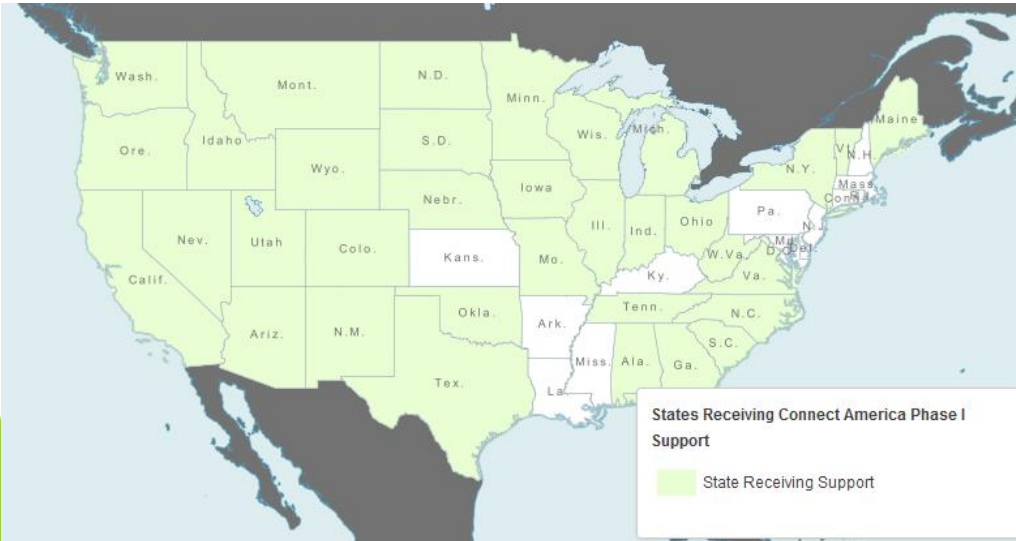 Wash.
Mont.
N.D.
Minn.
Ore.
Idaho
Wyo.
S.D.
Wis.
Mich.
Maine
Vt.
N.H.
N.Y.
Mass.
Conn.
Nebr.
Iowa
Ill.
Ind.
Ohio
Pa.
N.J.
Nev.
Utah
Colo.
Kans.
Mo.
W.Va.
Md.
D.C.
Del.
Calif.
Ky.
Va.
Ariz.
N.M.
Okla.
Ark.
Tenn.
N.C.
Tex.
La.
Miss.
Ala.
Ga.
S.C.
States Receiving Connect America Phase I
Support
State Receiving Support